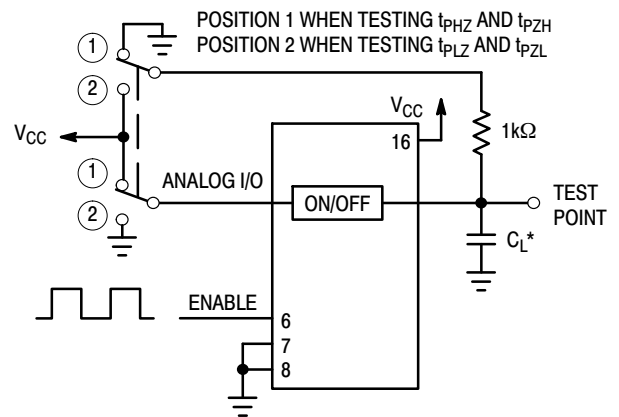 POSITION 1 WHEN TESTING tPHZ AND tPZH
POSITION 2 WHEN TESTING tPLZ AND tPZL
1
2
VCC
VCC
16
1kΩ
1
2
ANALOG I/O
ON/OFF
TEST
POINT
CL*
ENABLE
6
7
8